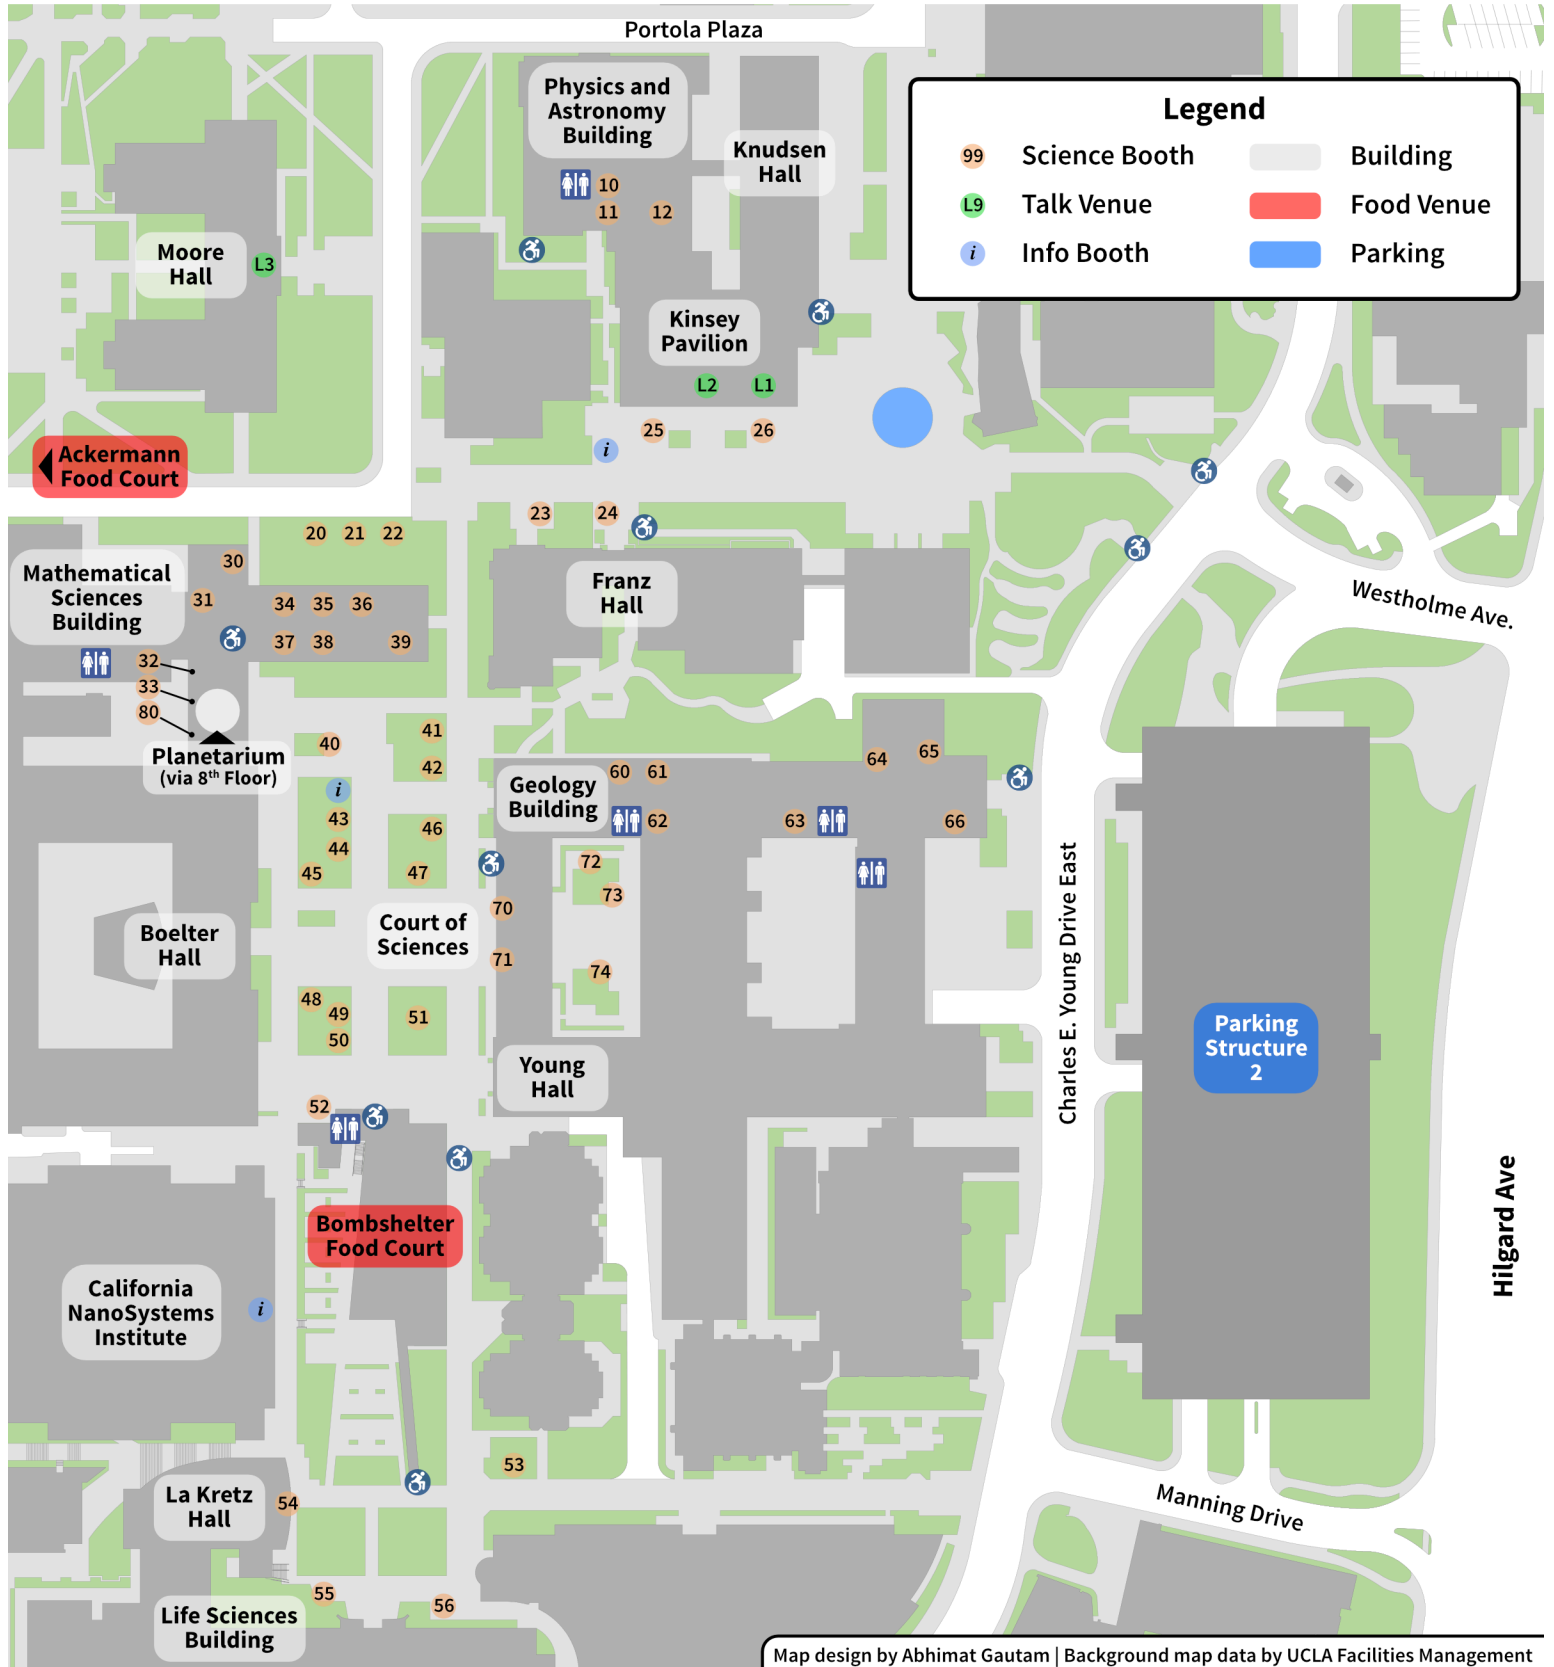 Portola Plaza
Physics and
Astronomy
Building
Knudsen
Hall
10
11
12
Legend
99
Science Booth
Building
L9
Talk Venue
Food Venue
i
Info Booth
Parking
Moore
Hall
L3
Kinsey
Pavilion
L2
L1
25
26
i
Ackermann
Food Court
23
24
20
21
22
Mathematical
Sciences
Building
30
31
34
35
36
37
38
39
32
33
80
Planetarium
(via 8th Floor)
Franz
Hall
Westholme Ave.
40
41
42
i
43
44
45
46
47
Geology
Building
60
61
62
63
64
65
66
72
73
74
70
71
Boelter
Hall
Court of
Sciences
48
49
50
51
Young
Hall
Charles E. Young Drive East
Parking
Structure
2
52
Bombshelter
Food Court
Hilgard Ave
California
NanoSystems
Institute
i
53
La Kretz
Hall
54
Manning Drive
55
56
Life Sciences
Building
Map design by Abhimat Gautam | Background map data by UCLA Facilities Management